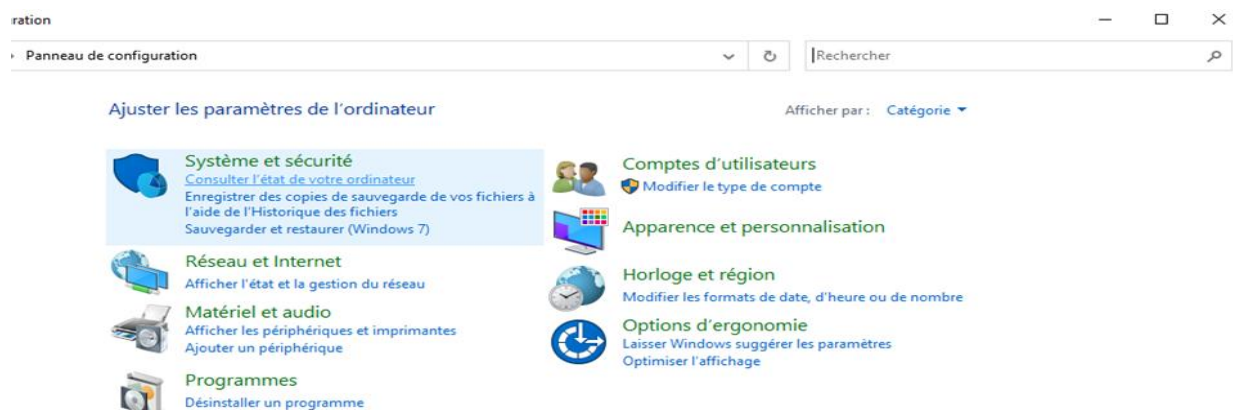 ration
Panneau de configuration
Rechercher
Ajuster les paramètres de l'ordinateur
Afficher par :
Catégorie
Système et sécurité
Consulter l'état de votre ordinateur
Enregistrer des copies de sauvegarde de vos fichiers à
l'aide de l'Historique des fichiers
Sauvegarder et restaurer (Windows 7)
Réseau et Internet
Afficher l'état et la gestion du réseau
Matériel et audio
Afficher les périphériques et imprimantes
Ajouter un périphérique
Programmes
Désinstaller un programme
Comptes d'utilisateurs
Modifier le type de compte
Apparence et personnalisation
Horloge et région
Modifier les formats de date, d'heure ou de nombre
Options d'ergonomie
Laisser Windows suggérer les paramètres
Optimiser l'affichage